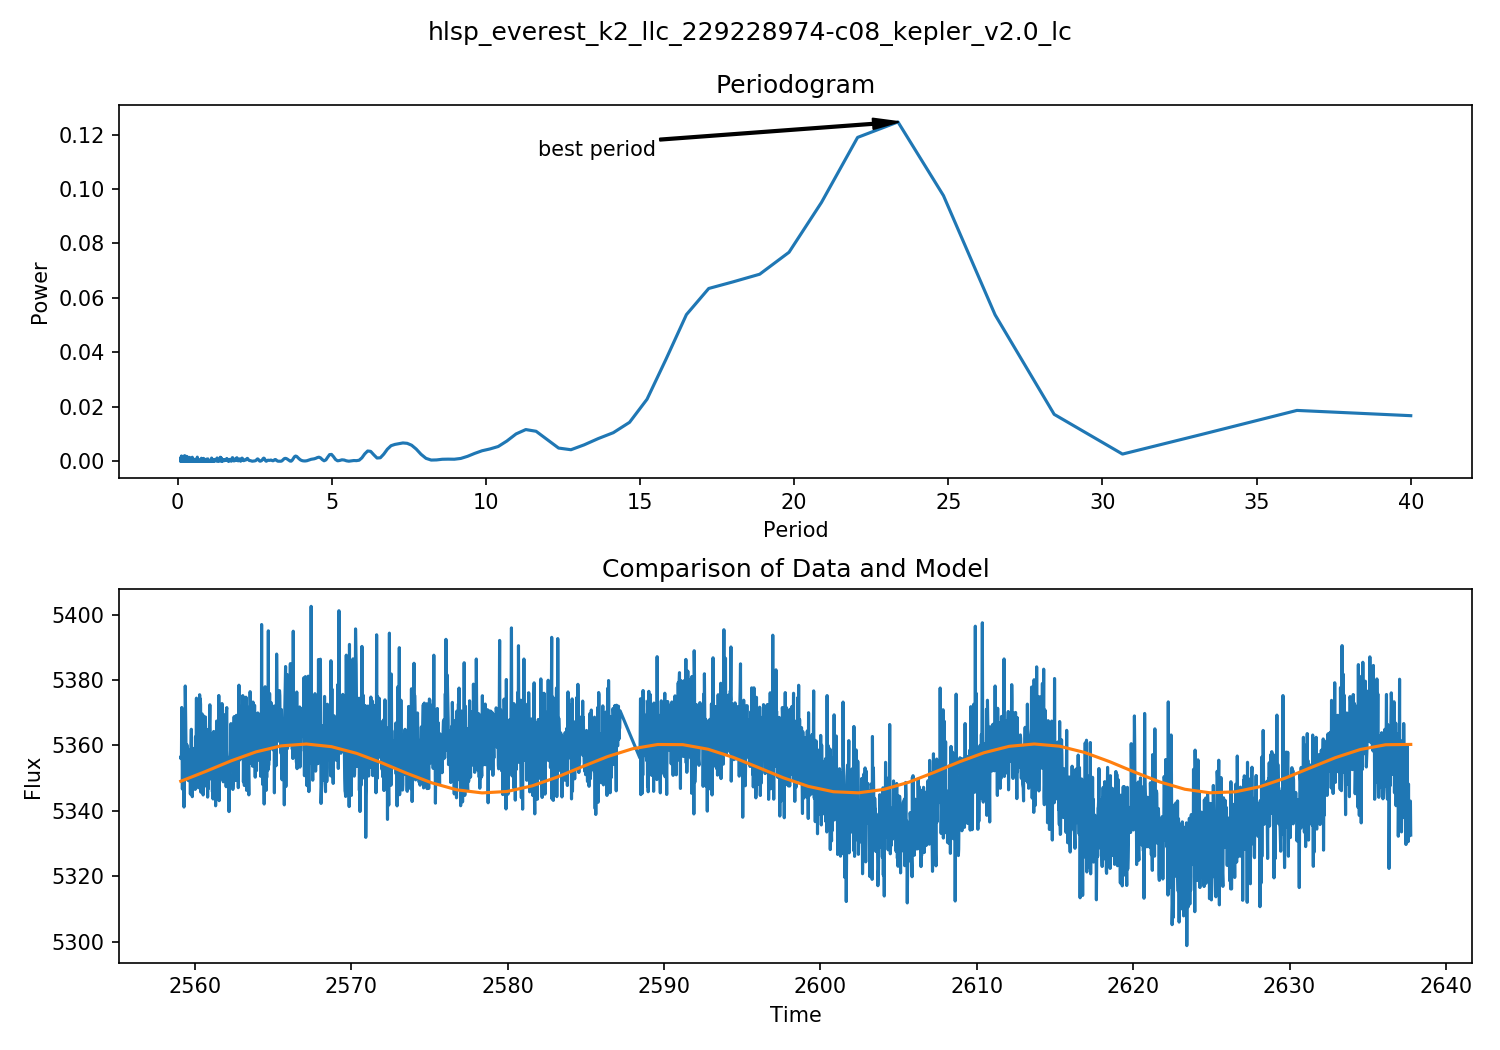 hlsp_everest_k2_llc_229228974-c08_kepler_v2.0_lc
Periodogram
0.12
0.10
0.08
0.06
0.04
0.02
0.00
Power
best period
0 5 10 15 20 25 30 35 40
Period
Comparison of Data and Model
5400
5380
5360
5340
5320
5300
Flux
2560 2570 2580 2590 2600 2610 2620 2630 2640
Time